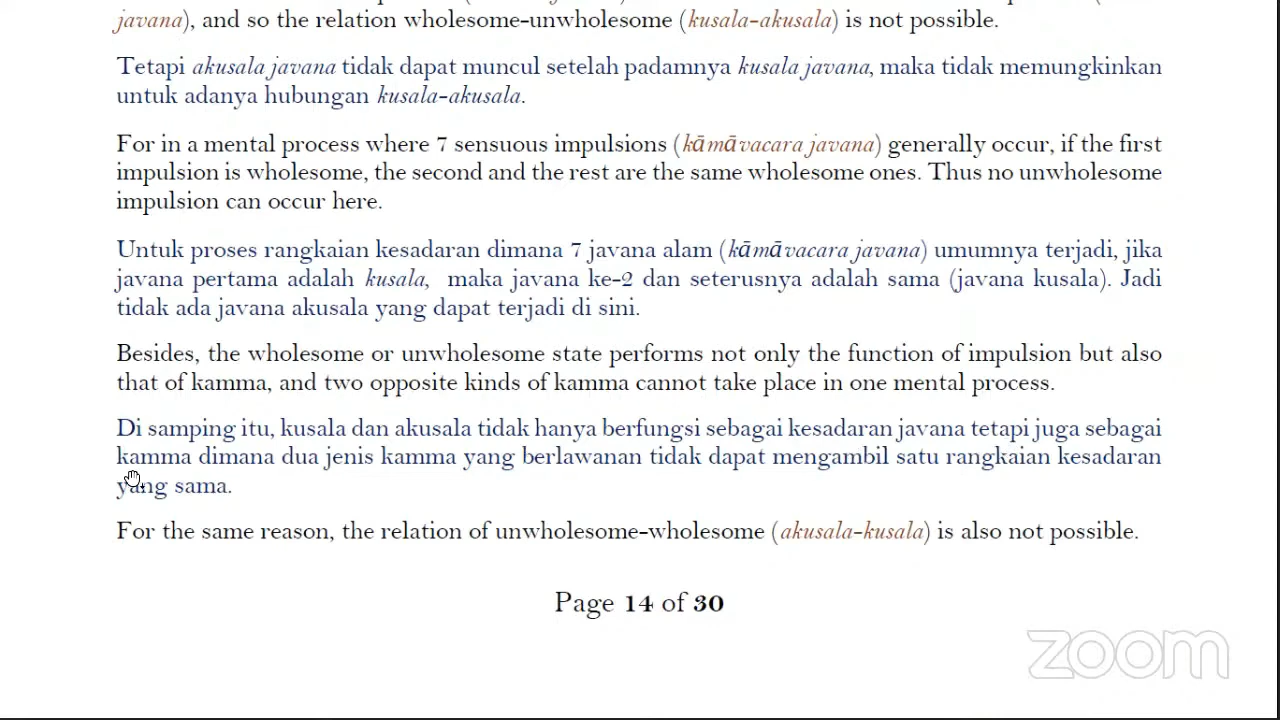 javana), and so the relation wholesome-unwholesome (kusala-akusala) is not possible.
Tetapi akusala javana tidak dapat muncul setelah padamnya kusala javana, maka tidak memungkinkan
untuk adanya hubungan kusala-akusala.
For in a mental process where 7 sensuous impulsions (kāmāvacara javana) generally occur, if the first
impulsion is wholesome, the second and the rest are the same wholesome ones. Thus no unwholesome
impulsion can occur here.
Untuk proses rangkaian kesadaran dimana 7 javana alam (kāmāvacara javana) umumnya terjadi, jika
javana pertama adalah kusala, maka javana ke-2 dan seterusnya adalah sama (javana kusala). Jadi
tidak ada javana akusala yang dapat terjadi di sini.
Besides, the wholesome or unwholesome state performs not only the function of impulsion but also
that of kamma, and two opposite kinds of kamma cannot take place in one mental process.
Di samping itu, kusala dan akusala tidak hanya berfungsi sebagai kesadaran javana tetapi juga sebagai
kamma dimana dua jenis kamma yang berlawanan tidak dapat mengambil satu rangkaian kesadaran
yang sama.
For the same reason, the relation of unwholesome-wholesome (akusala-kusala) is also not possible.
Page 14 of 30
zoom